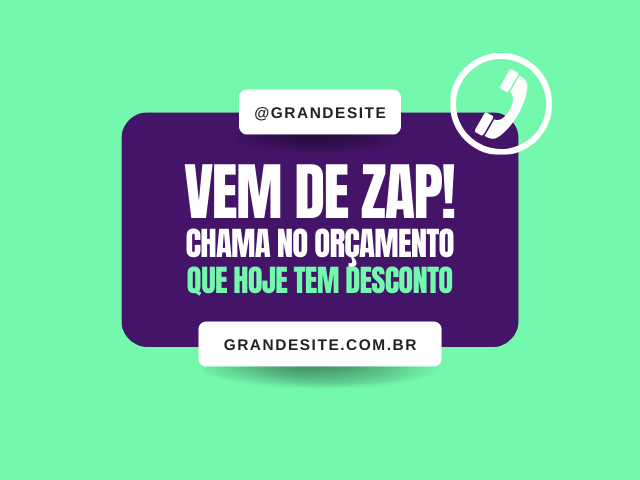 @GRANDESITE
VEM DE ZAP!
CHAMA NO ORÇAMENTO
QUE HOJE TEM DESCONTO
GRANDESITE.COM.BR